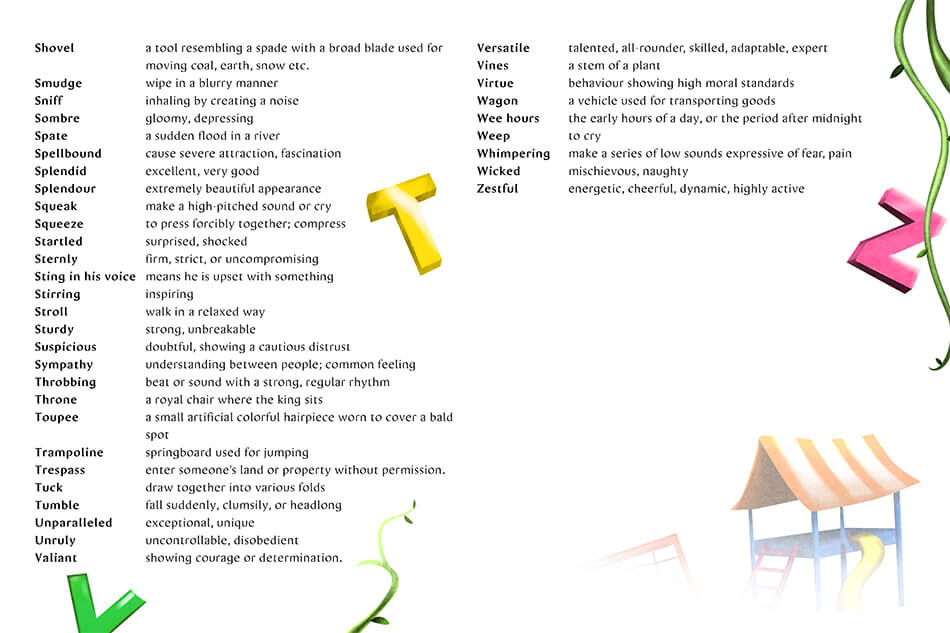 Shovel a tool resembling a spade with a broad blade used for
moving coal, earth, snow etc.
Smudge wipe in a blurry manner
Sniff inhaling by creating a noise
Sombre gloomy, depressing
Spate a sudden flood in a river
Spellbound cause severe attraction, fascination
Splendid excellent, very good
Splendour extremely beautiful appearance
Squeak make a high-pitched sound or cry
Squeeze to press forcibly together; compress
Startled surprised, shocked
Sternly firm, strict, or uncompromising
Sting in his voice means he is upset with something
Stirring inspiring
Stroll walk in a relaxed way
Sturdy strong, unbreakable
Suspicious doubtful, showing a cautious distrust
Sympathy understanding between people; common feeling
Throbbing beat or sound with a strong, regular rhythm
Throne a royal chair where the king sits
Toupee a small artificial colorful hairpiece worn to cover a bald
spot
Trampoline springboard used for jumping
Trespass enter someone's land or property without permission.
Tuck draw together into various folds
Tumble fall suddenly, clumsily, or headlong
Unparalleled exceptional, unique
Unruly uncontrollable, disobedient
Valiant showing courage or determination.
Versatile talented, all-rounder, skilled, adaptable, expert
Vines a stem of a plant
Virtue behaviour showing high moral standards
Wagon a vehicle used for transporting goods
Wee hours the early hours of a day, or the period after midnight
Weep to cry
Whimpering make a series of low sounds expressive of fear, pain
Wicked mischievous, naughty
Zestful energetic, cheerful, dynamic, highly active
T
Z
Y